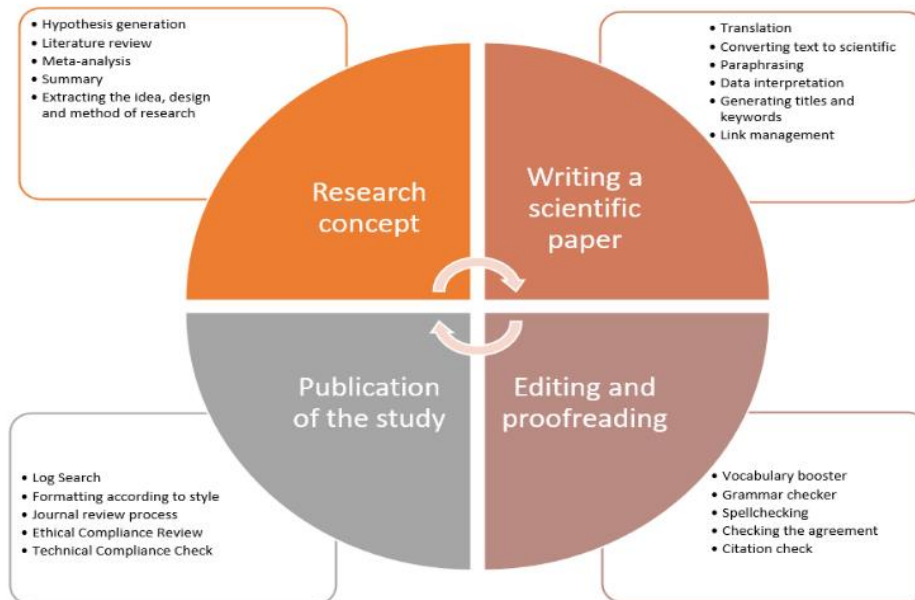 • Hypothesis generation
• Literature review
• Meta-analysis
• Summary
• Extracting the idea, design
and method of research
• Translation
• Converting text to scientific
• Paraphrasing
• Data interpretation
• Generating titles and
keywords
• Link management
Research
concept
Writing a
scientific
paper
Publication
of the study
Editing and
proofreading
• Log Search
• Formatting according to style
• Journal review process
• Ethical Compliance Review
• Technical Compliance Check
• Vocabulary booster
• Grammar checker
• Spellchecking
• Checking the agreement
• Citation check